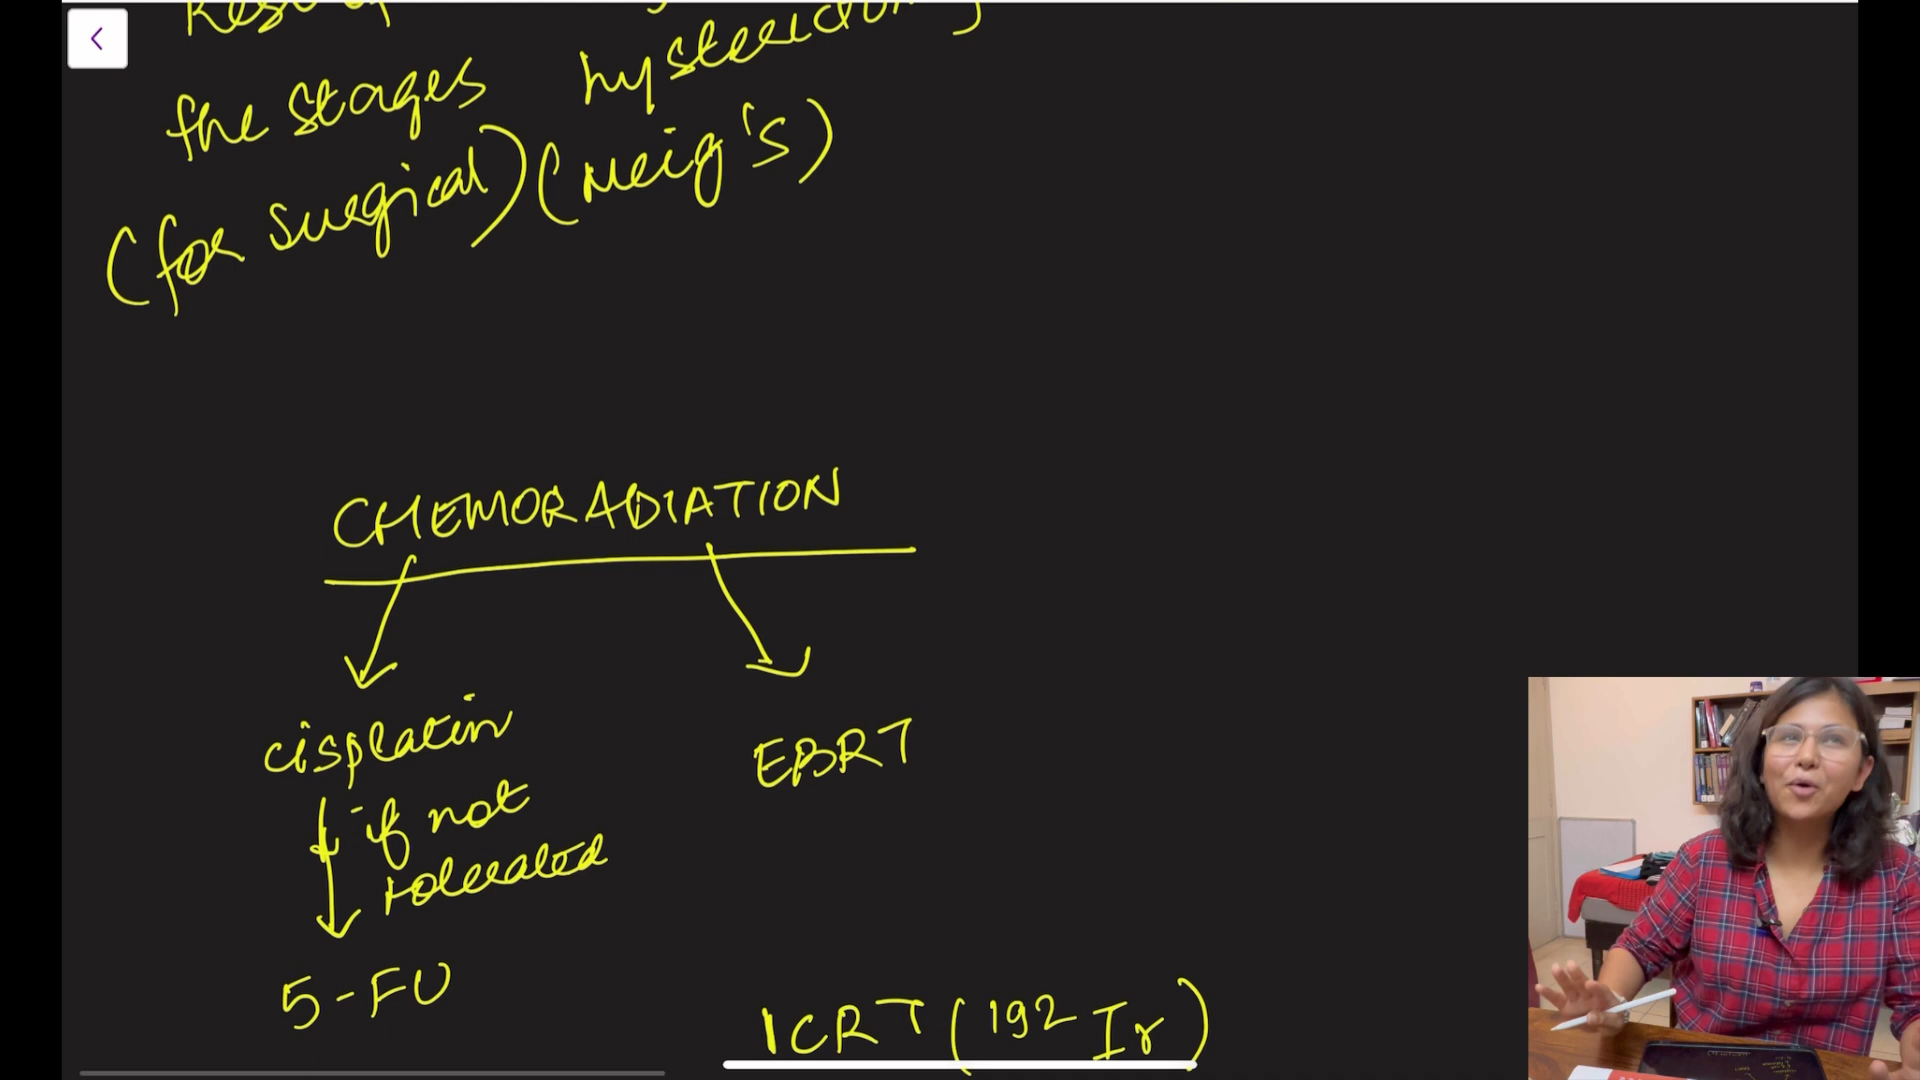 the stages hysterectomy
(for surgical) (Meig's)
CHEMORADIATION
cisplatin EBRT
if not
tolerated
5-FU
ICRT (192 Ir)